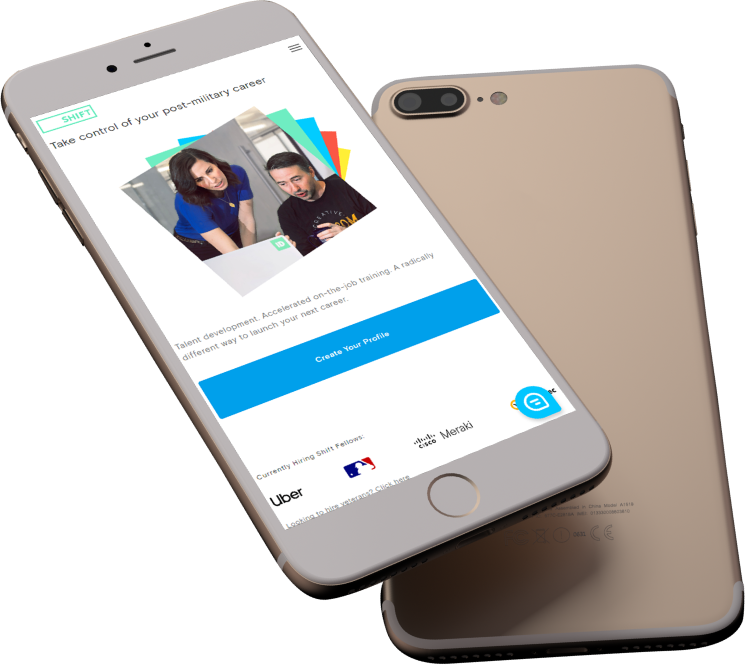 SHIFT
Take control of your post-military career
CREATIVE
Talent development. Accelerated on-the-job training. A radically
different way to launch your next career.
Create Your Profile
Currently Hiring Shift Fellows:
Uber
CISCO Meraki
Looking to hire veterans? Click here